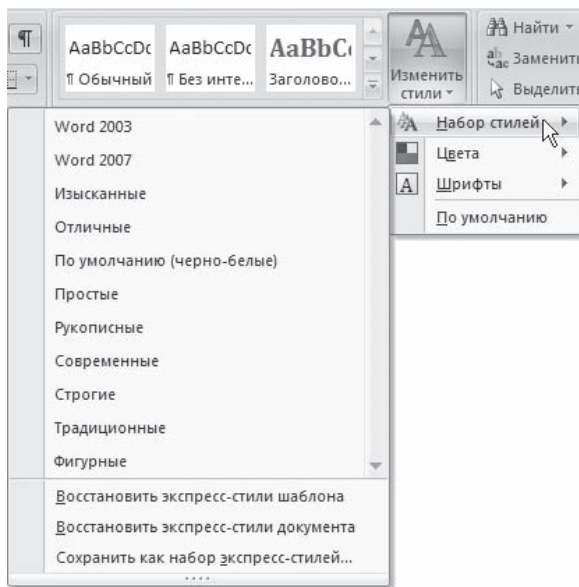 ¶
AaBbCcDc AaBbCcDc AaBbC
¶ Обычный ¶ Без инте... Заголово...
Изменить
стили
Найти
Заменить
Выделить
Набор стилей
Цвета
Шрифты
По умолчанию
Word 2003
Word 2007
Изысканные
Отличные
По умолчанию (черно-белые)
Простые
Рукописные
Современные
Строгие
Традиционные
Фигурные
Восстановить экспресс-стили шаблона
Восстановить экспресс-стили документа
Сохранить как набор экспресс-стилей...